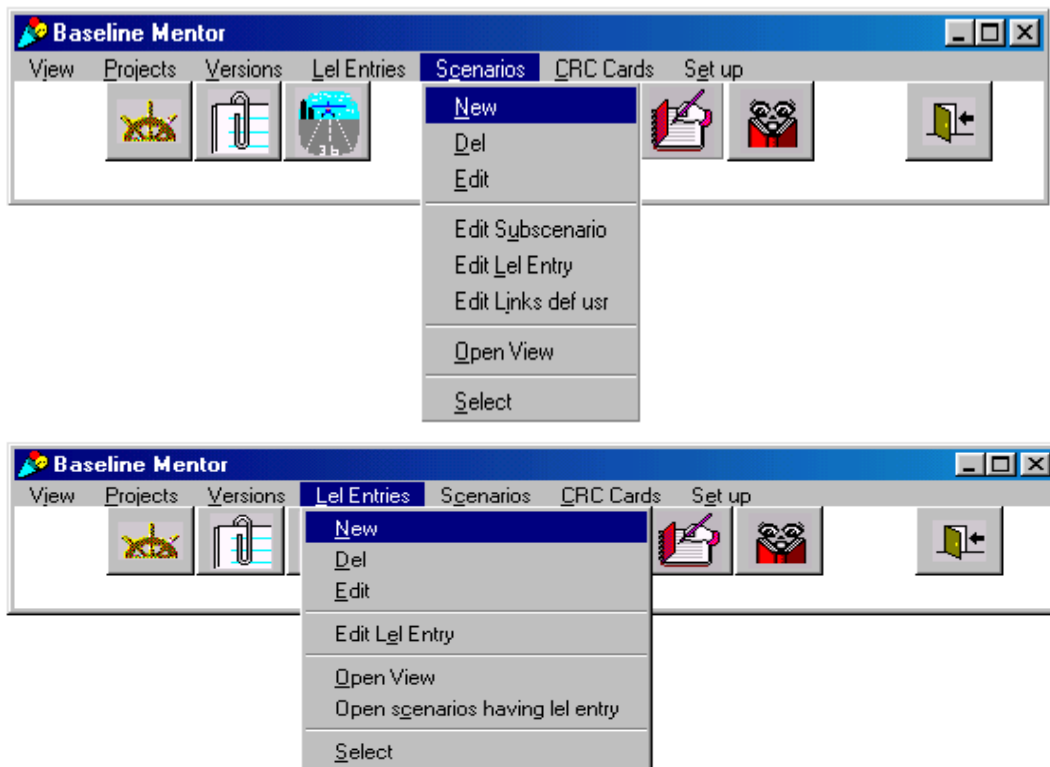 Baseline Mentor
View Projects Versions Lel Entries Scenarios CRC Cards Set up
36
New
Del
Edit
Edit Subscenario
Edit Lel Entry
Edit Links def usr
Open View
Select
Baseline Mentor
View Projects Versions Lel Entries Scenarios CRC Cards Set up
New
Del
Edit
Edit Lel Entry
Open View
Open scenarios having lel entry
Select